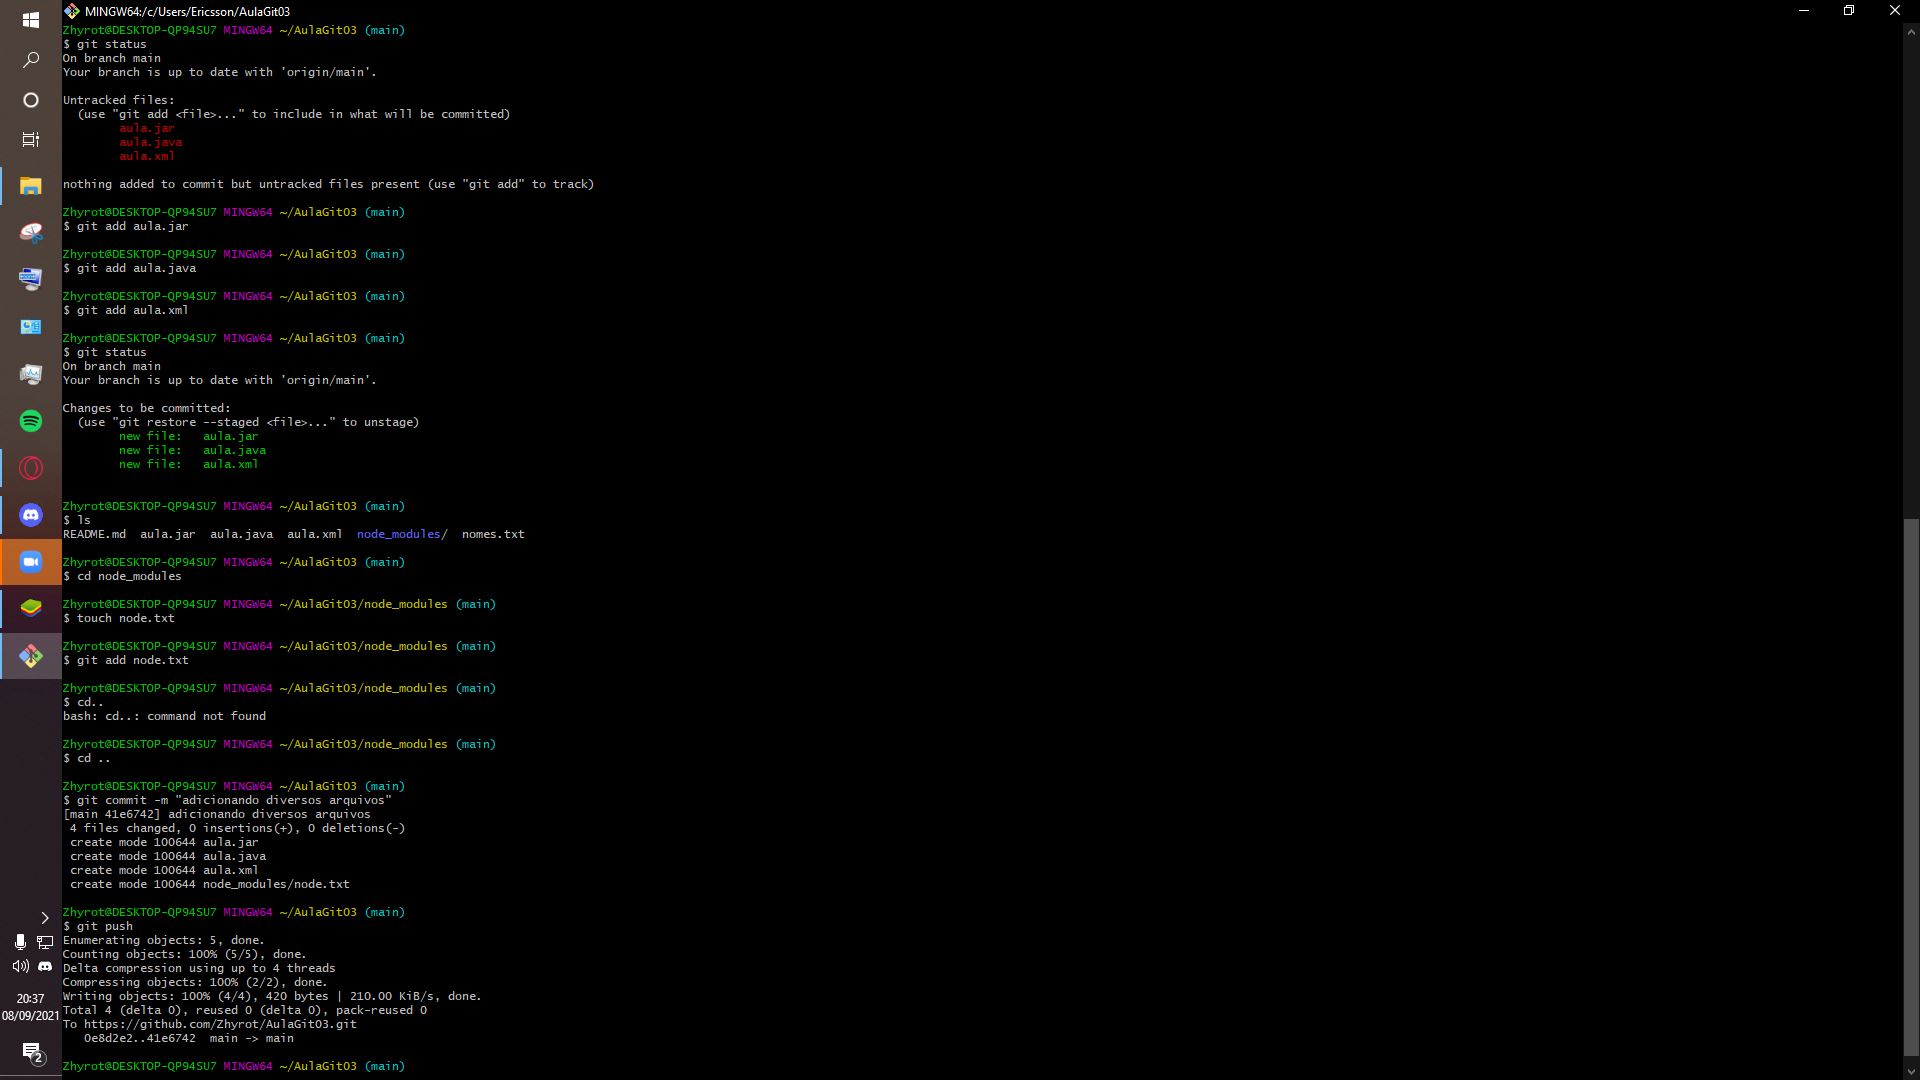 MINGW64:/c/Users/Ericsson/AulaGit03
Zhyrot@DESKTOP-QP94SU7 MINGW64 ~/AulaGit03 (main)
$ git status
On branch main
Your branch is up to date with 'origin/main'.
Untracked files:
(use "git add <file>..." to include in what will be committed)
aula.jar
aula.java
aula.xml
nothing added to commit but untracked files present (use "git add" to track)
Zhyrot@DESKTOP-QP94SU7 MINGW64 ~/AulaGit03 (main)
$ git add aula.jar
Zhyrot@DESKTOP-QP94SU7 MINGW64 ~/AulaGit03 (main)
$ git add aula.java
Zhyrot@DESKTOP-QP94SU7 MINGW64 ~/AulaGit03 (main)
$ git add aula.xml
Zhyrot@DESKTOP-QP94SU7 MINGW64 ~/AulaGit03 (main)
$ git status
On branch main
Your branch is up to date with 'origin/main'.
Changes to be committed:
(use "git restore --staged <file>..." to unstage)
new file:   aula.jar
new file:   aula.java
new file:   aula.xml
Zhyrot@DESKTOP-QP94SU7 MINGW64 ~/AulaGit03 (main)
$ ls
README.md  aula.jar  aula.java  aula.xml  node_modules/  nomes.txt
Zhyrot@DESKTOP-QP94SU7 MINGW64 ~/AulaGit03 (main)
$ cd node_modules
Zhyrot@DESKTOP-QP94SU7 MINGW64 ~/AulaGit03/node_modules (main)
$ touch node.txt
Zhyrot@DESKTOP-QP94SU7 MINGW64 ~/AulaGit03/node_modules (main)
$ git add node.txt
Zhyrot@DESKTOP-QP94SU7 MINGW64 ~/AulaGit03/node_modules (main)
$ cd..
bash: cd..: command not found
Zhyrot@DESKTOP-QP94SU7 MINGW64 ~/AulaGit03/node_modules (main)
$ cd ..
Zhyrot@DESKTOP-QP94SU7 MINGW64 ~/AulaGit03 (main)
$ git commit -m "adicionando diversos arquivos"
[main 41e6742] adicionando diversos arquivos
4 files changed, 0 insertions(+), 0 deletions(-)
create mode 100644 aula.jar
create mode 100644 aula.java
create mode 100644 aula.xml
create mode 100644 node_modules/node.txt
Zhyrot@DESKTOP-QP94SU7 MINGW64 ~/AulaGit03 (main)
$ git push
Enumerating objects: 5, done.
Counting objects: 100% (5/5), done.
Delta compression using up to 4 threads
Compressing objects: 100% (2/2), done.
Writing objects: 100% (4/4), 420 bytes | 210.00 KiB/s, done.
Total 4 (delta 0), reused 0 (delta 0), pack-reused 0
To https://github.com/Zhyrot/AulaGit03.git
0e8d2e2..41e6742  main -> main
Zhyrot@DESKTOP-QP94SU7 MINGW64 ~/AulaGit03 (main)
20:37
08/09/2021
2